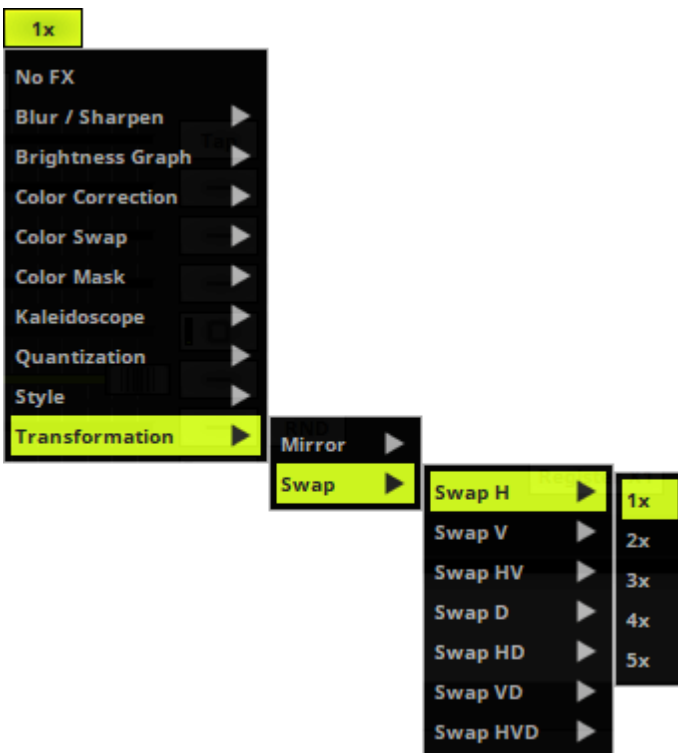 1x
No FX
Blur / Sharpen
Brightness Graph
Color Correction
Color Swap
Color Mask
Kaleidoscope
Quantization
Style
Transformation
Mirror
Swap
Swap H
Swap V
Swap HV
Swap D
Swap HD
Swap VD
Swap HVD
1x
2x
3x
4x
5x